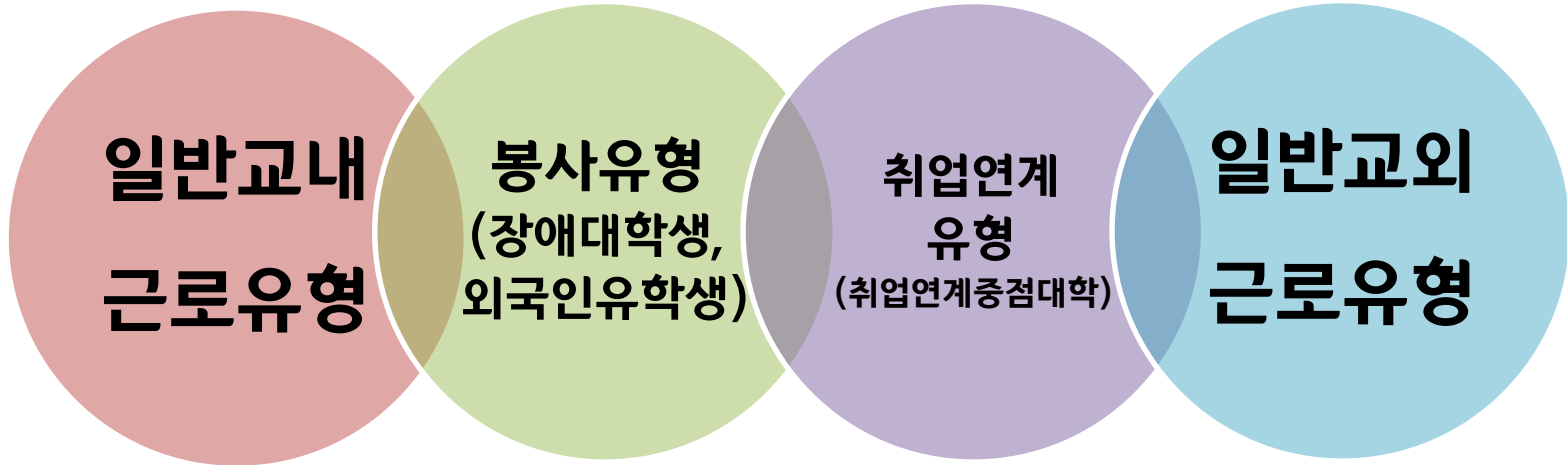 일반교내
근로유형
봉사유형
(장애대학생,
외국인유학생)
취업연계
유형
(취업연계중점대학)
일반교외
근로유형